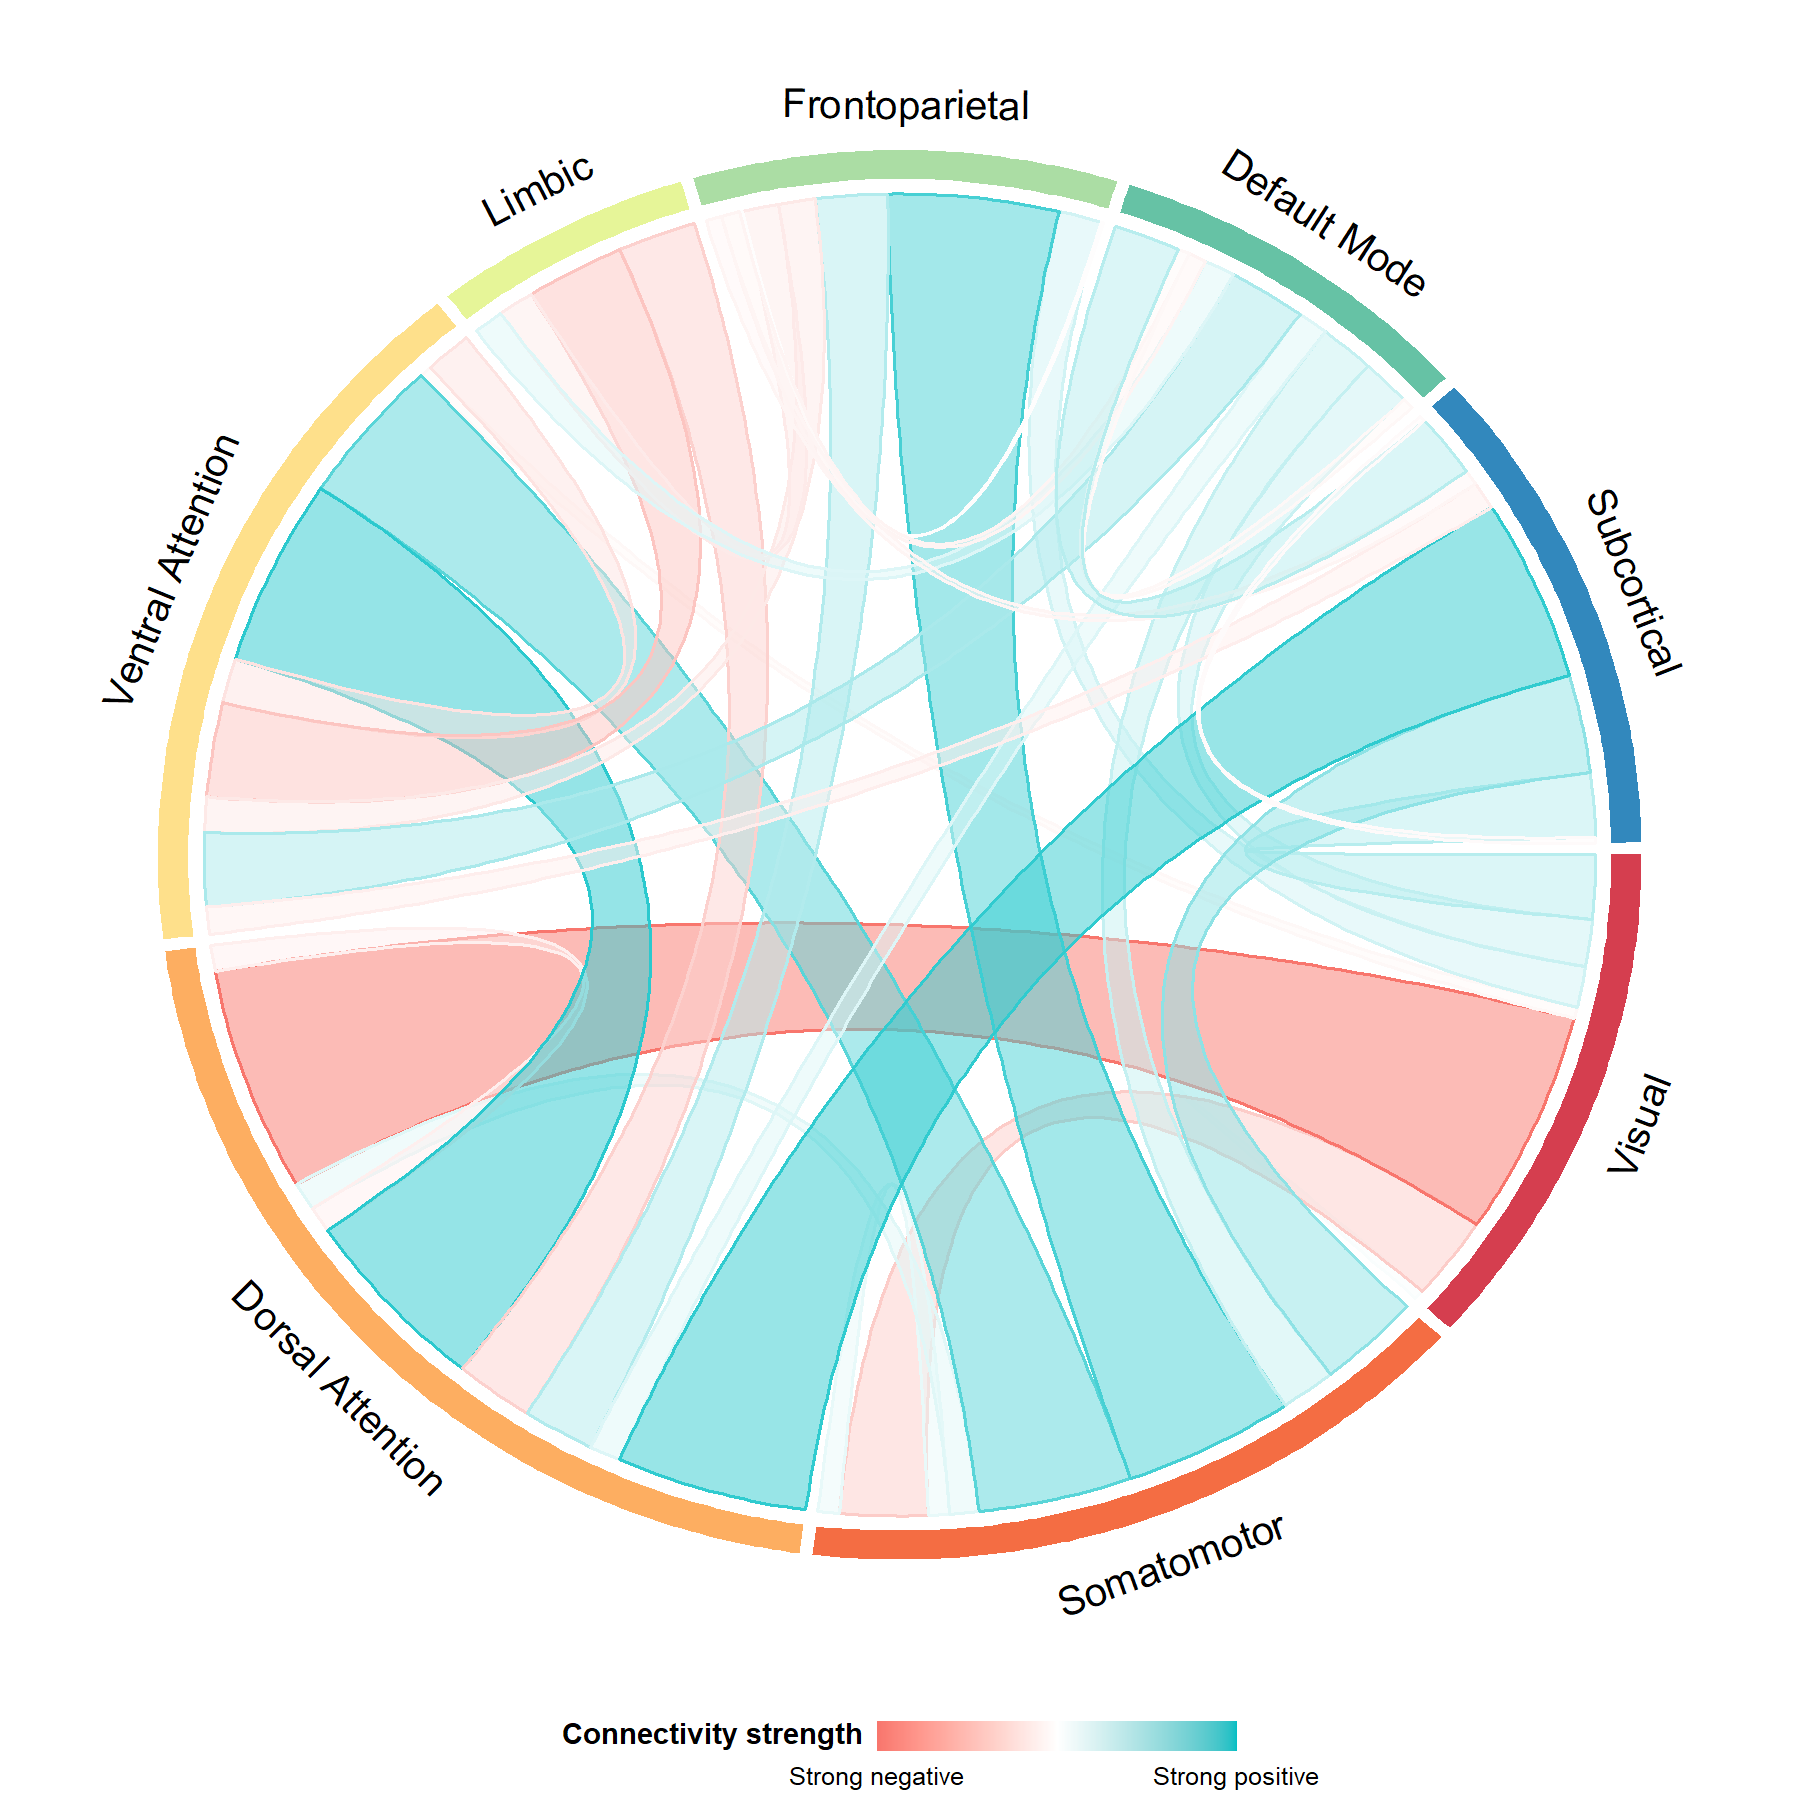 Frontoparietal
Limbic
Default Mode
Ventral Attention
Subcortical
Visual
Dorsal Attention
Somatomotor
Connectivity strength
Strong negative
Strong positive